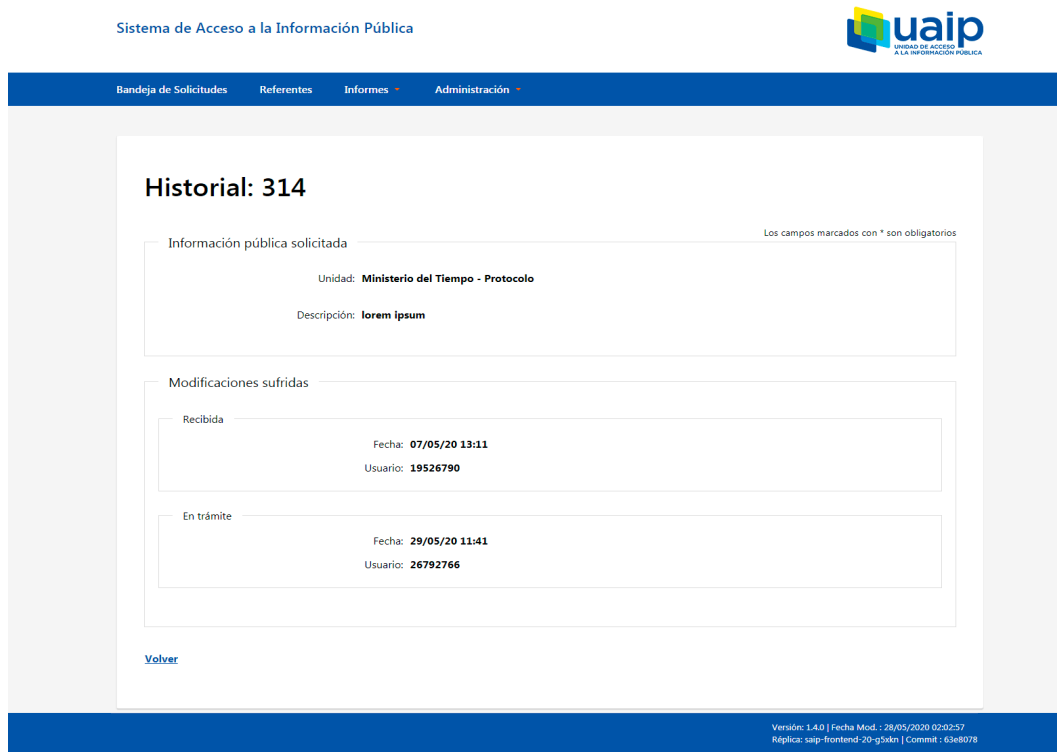 Sistema de Acceso a la Información Pública
uaip
UNIDAD DE ACCESO
A LA INFORMACIÓN PÚBLICA
Bandeja de Solicitudes Referentes Informes Administración
Historial: 314
Los campos marcados con * son obligatorios
Información pública solicitada
Unidad: Ministerio del Tiempo - Protocolo
Descripción: lorem ipsum
Modificaciones sufridas
Recibida
Fecha: 07/05/20 13:11
Usuario: 19526790
En trámite
Fecha: 29/05/20 11:41
Usuario: 26792766
Volver
Versión: 1.4.0 | Fecha Mod. : 28/05/2020 02:02:57
Réplica: saip-frontend-20-g5xkn | Commit : 63e8078